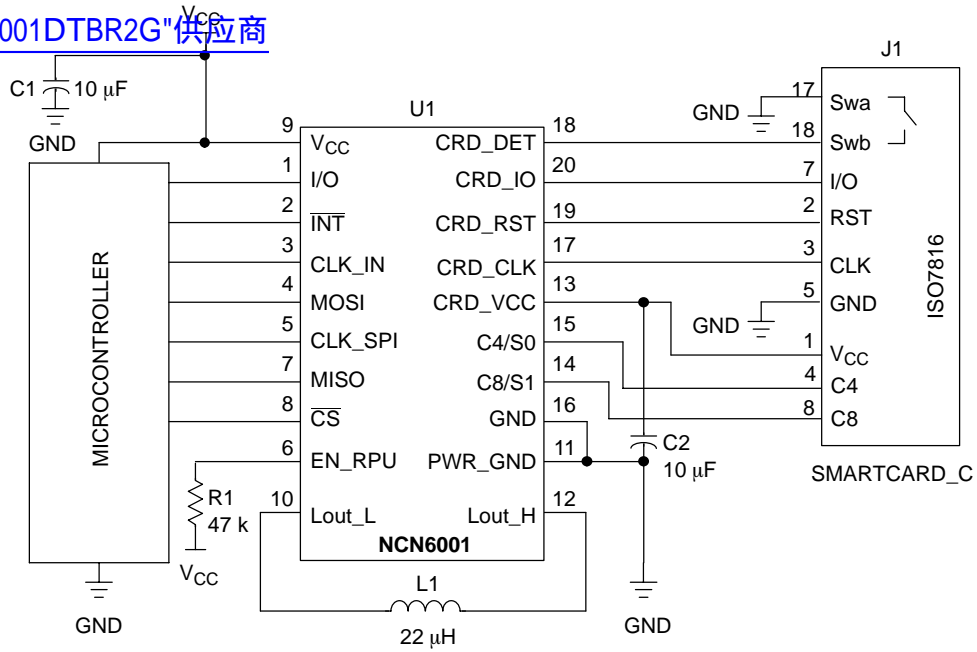 001DTBR2G"供应商
VCC
C1
10 μF
GND
MICROCONTROLLER
GND
U1
9
VCC
1
I/O
2
INT
3
CLK_IN
4
MOSI
5
CLK_SPI
7
MISO
8
CS
6
EN_RPU
10
Lout_L
R1
47 k
VCC
CRD_DET
18
CRD_IO
20
CRD_RST
19
CRD_CLK
17
CRD_VCC
13
C4/S0
15
C8/S1
14
GND
16
PWR_GND
11
Lout_H
12
NCN6001
L1
22 μH
C2
10 μF
GND
J1
GND
17
Swa
18
Swb
7
I/O
2
RST
3
CLK
GND
5
GND
1
VCC
4
C4
8
C8
ISO7816
SMARTCARD_C